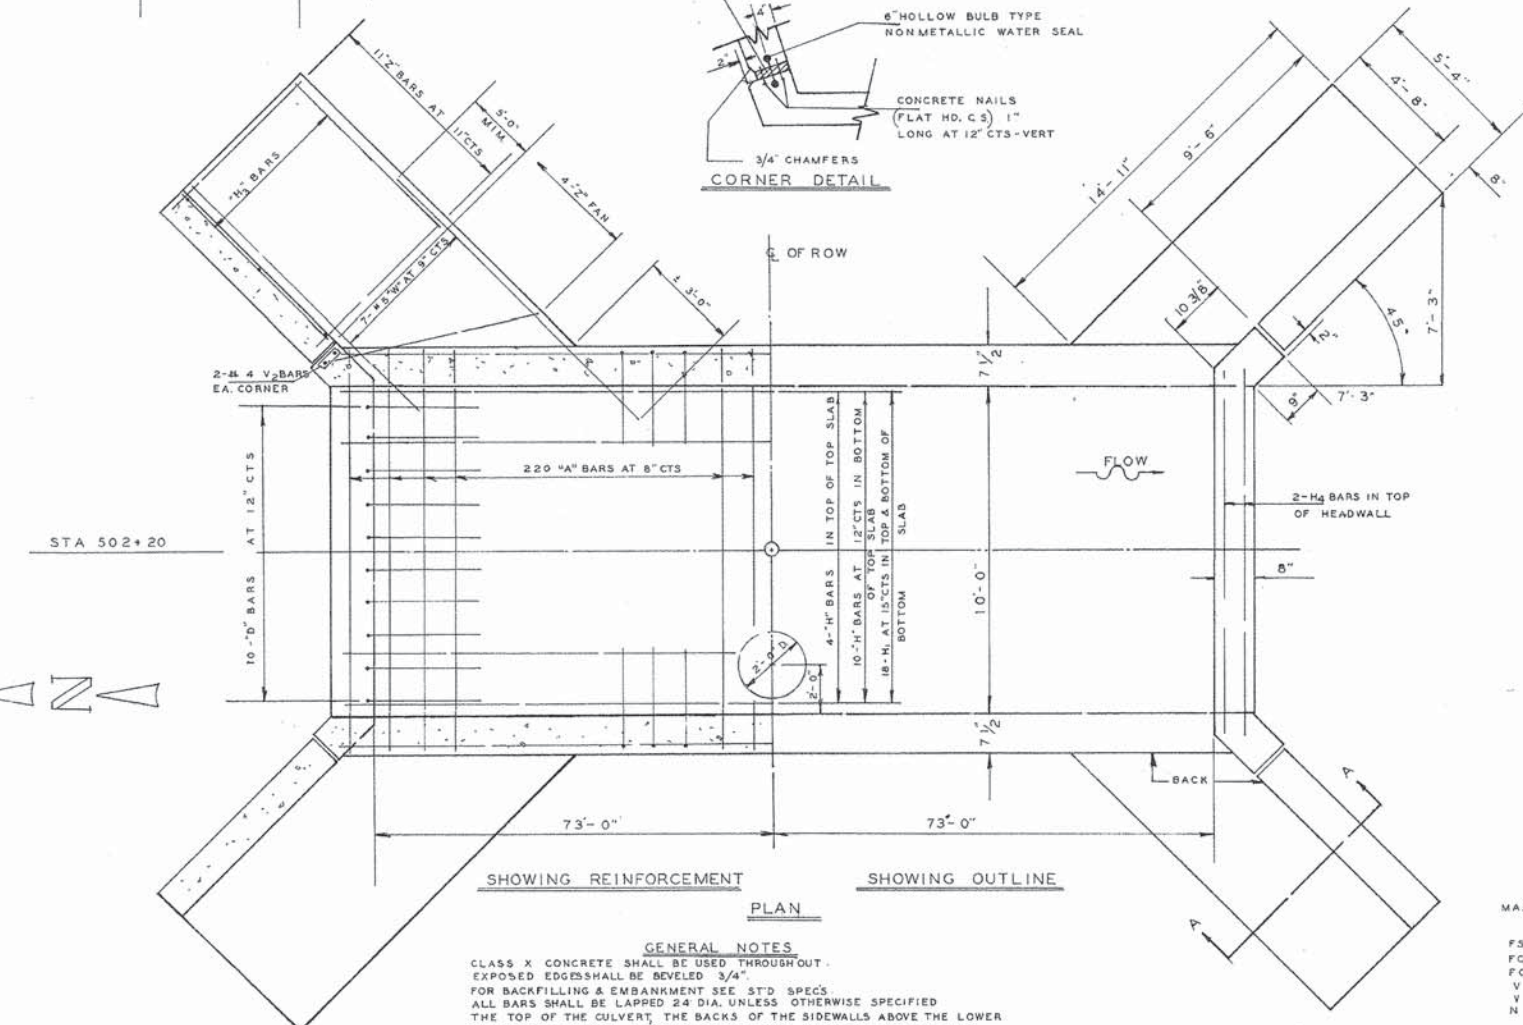 4"
6" HOLLOW BULB TYPE
NONMETALLIC WATER SEAL
2"
CONCRETE NAILS
(FLAT HD. C S) 1"
LONG AT 12" CTS-VERT
3/4" CHAMFERS
CORNER DETAIL
11"Z" BARS AT 11"CTS
5'-0"
MIM.
4-"Z" FAN
"H3" BARS
7-#5"W"AT 9" CTS
± 3'-0"
℄ OF ROW
5'-4"
4'-8"
9'-6"
14'-11"
8"
10 3/8"
2"
45°
7'-3"
7'-3"
9"
7 1/2"
2-# 4 V2BARS
EA. CORNER
10-"D" BARS AT 12" CTS
220 "A" BARS AT 8" CTS
4-"H" BARS IN TOP OF TOP SLAB
10-"H" BARS AT 12"CTS IN BOTTOM
OF TOP SLAB
18-H1 AT 15"CTS IN TOP & BOTTOM OF
BOTTOM SLAB
FLOW
2-H4 BARS IN TOP
OF HEADWALL
STA 502+20
10'-0"
8"
2'-0" D
2'-0"
N
7 1/2"
BACK
A
A
73'-0"
73'-0"
SHOWING REINFORCEMENT
SHOWING OUTLINE
PLAN
GENERAL NOTES
CLASS X CONCRETE SHALL BE USED THROUGHOUT.
EXPOSED EDGESSHALL BE BEVELED 3/4".
FOR BACKFILLING & EMBANKMENT SEE ST'D SPEC'S.
ALL BARS SHALL BE LAPPED 24 DIA. UNLESS OTHERWISE SPECIFIED
THE TOP OF THE CULVERT, THE BACKS OF THE SIDEWALLS ABOVE THE LOWER